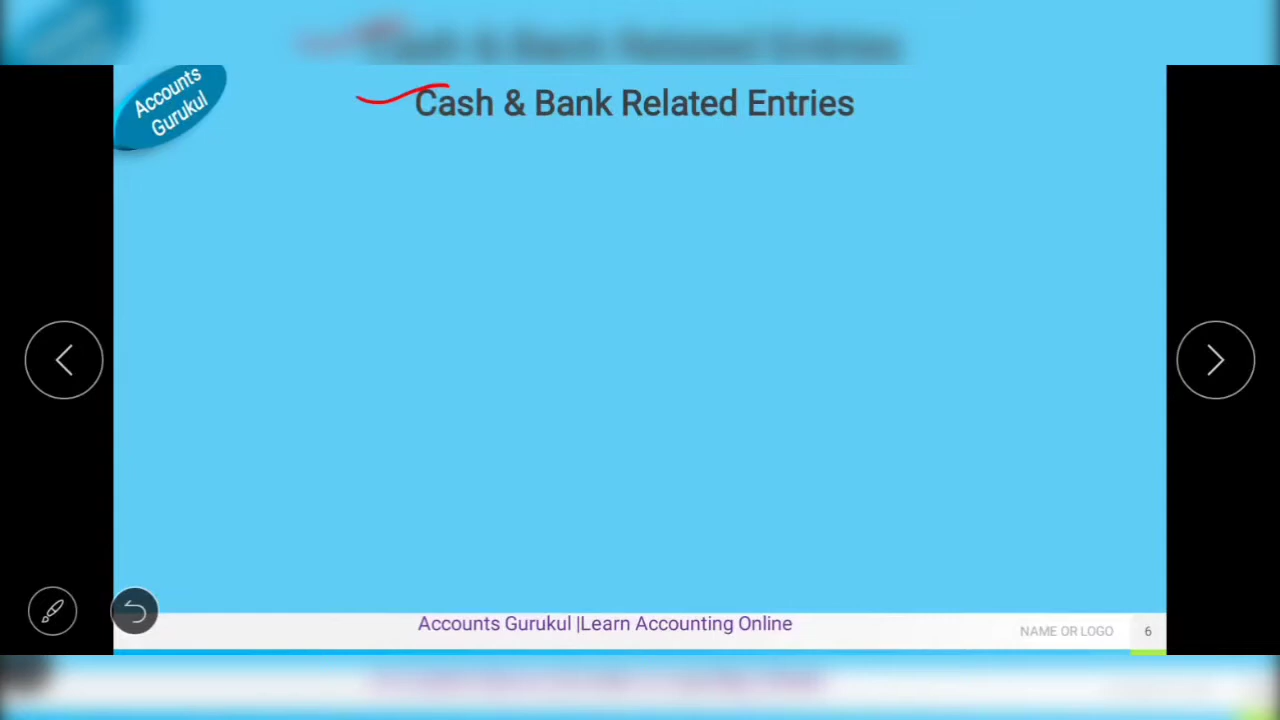 Accounts
Gurukul
Cash & Bank Related Entries
Accounts Gurukul |Learn Accounting Online
NAME OR LOGO
6